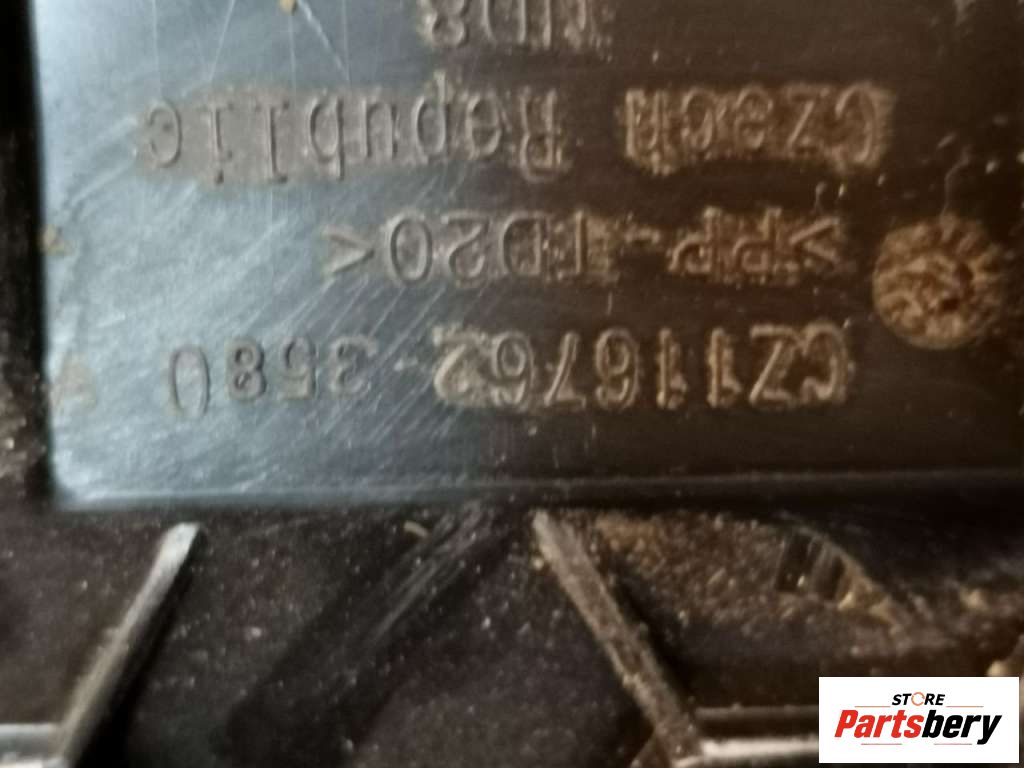 CZ116762-3580
>PP-TD20<
Czech Republic
STORE
Partsbery